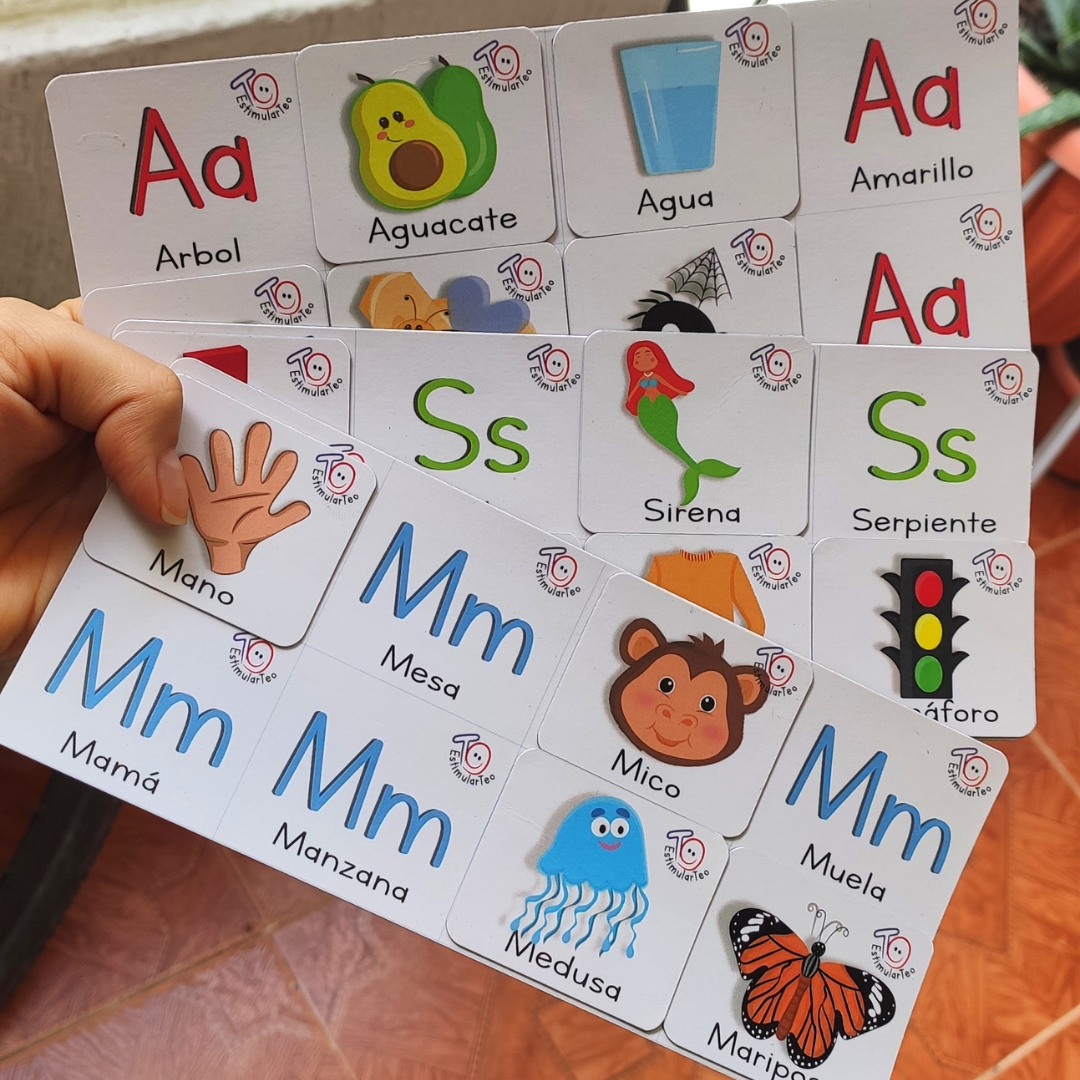 Aa
TO
EstimularTeo
Arbol
TO
EstimularTeo
Aguacate
TO
EstimularTeo
Agua
Aa
TO
EstimularTeo
Amarillo
TO
EstimularTeo
TO
EstimularTeo
TO
EstimularTeo
Aa
TO
EstimularTeo
TO
EstimularTeo
Ss
TO
EstimularTeo
TO
EstimularTeo
Sirena
Ss
TO
EstimularTeo
Serpiente
TO
EstimularTeo
TO
EstimularTeo
áforo
TO
EstimularTeo
Mano
Mm
TO
EstimularTeo
Mesa
TO
EstimularTeo
Mico
Mm
TO
EstimularTeo
Muela
Mm
TO
EstimularTeo
Mamá
Mm
TO
EstimularTeo
Manzana
TO
EstimularTeo
Medusa
TO
EstimularTeo
Maripos